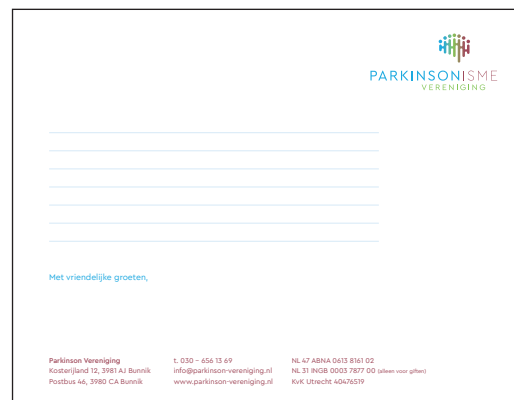 PARKINSONISME
VERENIGING
Met vriendelijke groeten,
Parkinson Vereniging
Kosterijland 12, 3981 AJ Bunnik
Postbus 46, 3980 CA Bunnik
t. 030 – 656 13 69
info@parkinson-vereniging.nl
www.parkinson-vereniging.nl
NL 47 ABNA 0613 8161 02
NL 31 INGB 0003 7877 00 (alleen voor giften)
KvK Utrecht 40476519